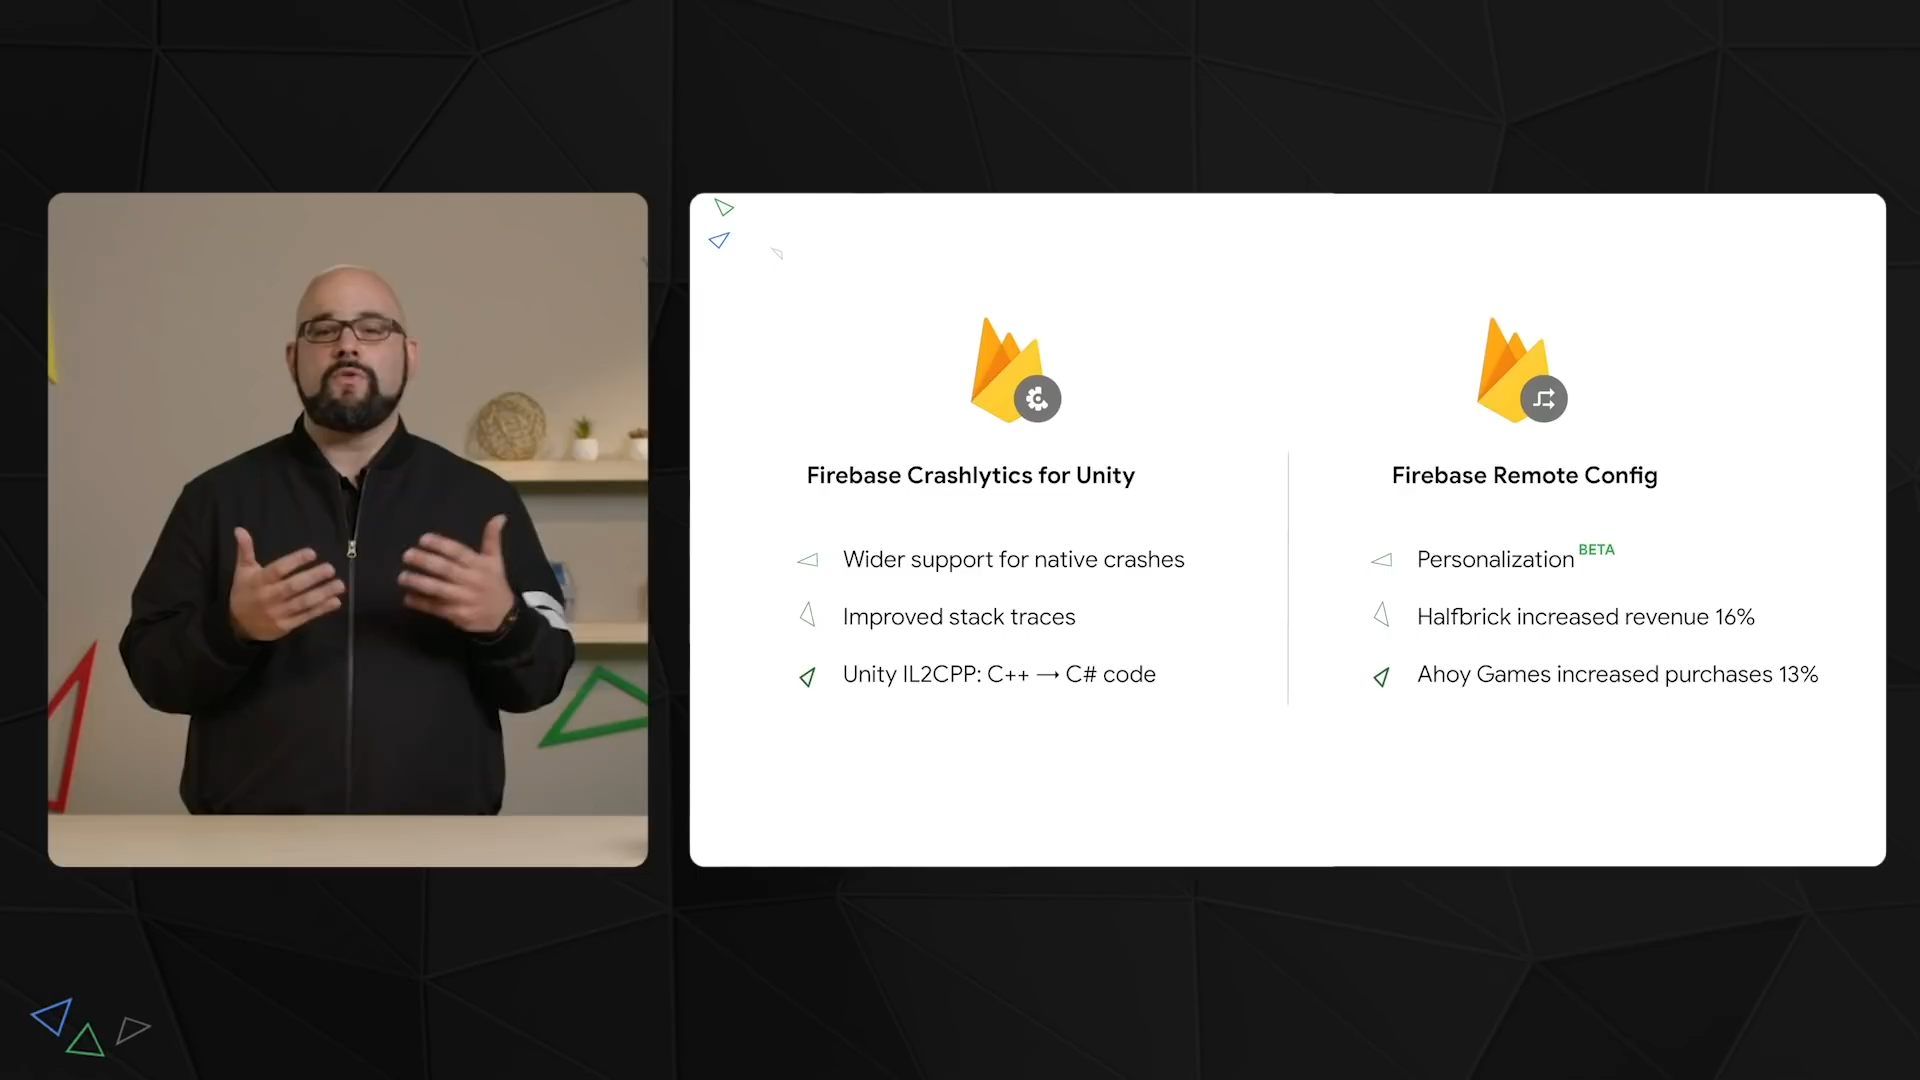 Firebase Crashlytics for Unity
Wider support for native crashes
Improved stack traces
Unity IL2CPP: C++ → C# code
Firebase Remote Config
Personalization BETA
Halfbrick increased revenue 16%
Ahoy Games increased purchases 13%